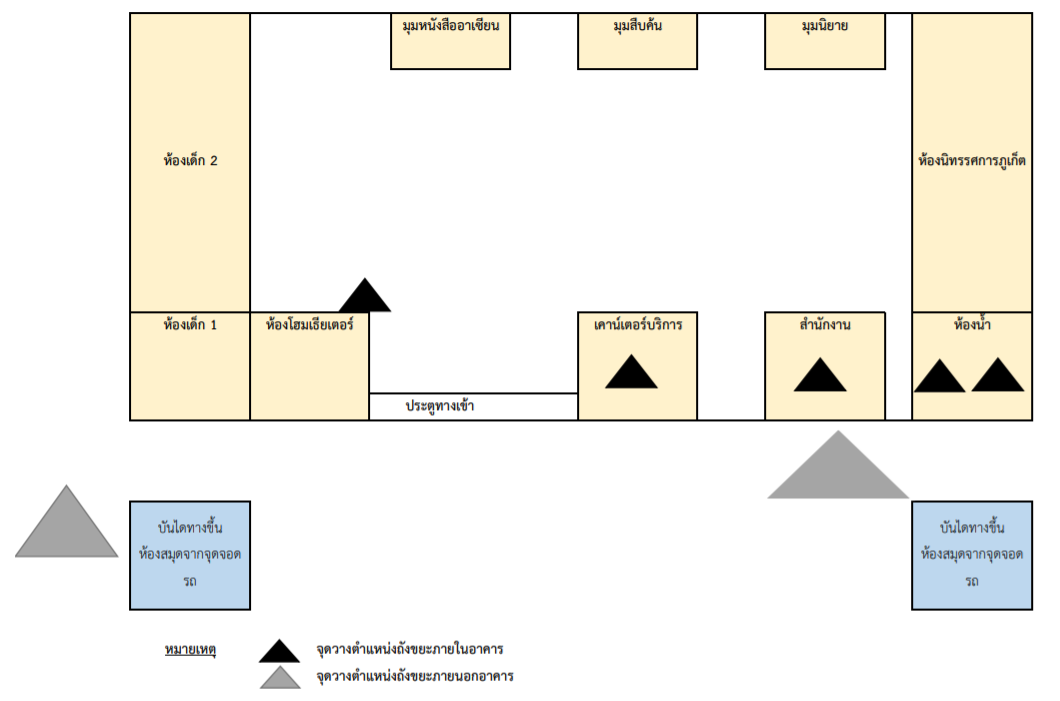 มุมหนังสืออาเซียน
มุมสืบค้น
มุมนิยาย
ห้องเด็ก 2
ห้องนิทรรศการภูเก็ต
ห้องเด็ก 1
ห้องโฮมเธียเตอร์
เคาน์เตอร์บริการ
สำนักงาน
ห้องน้ำ
ประตูทางเข้า
บันไดทางขึ้น
ห้องสมุดจากจุดจอด
รถ
บันไดทางขึ้น
ห้องสมุดจากจุดจอด
รถ
หมายเหตุ
จุดวางตำแหน่งถังขยะภายในอาคาร
จุดวางตำแหน่งถังขยะภายนอกอาคาร